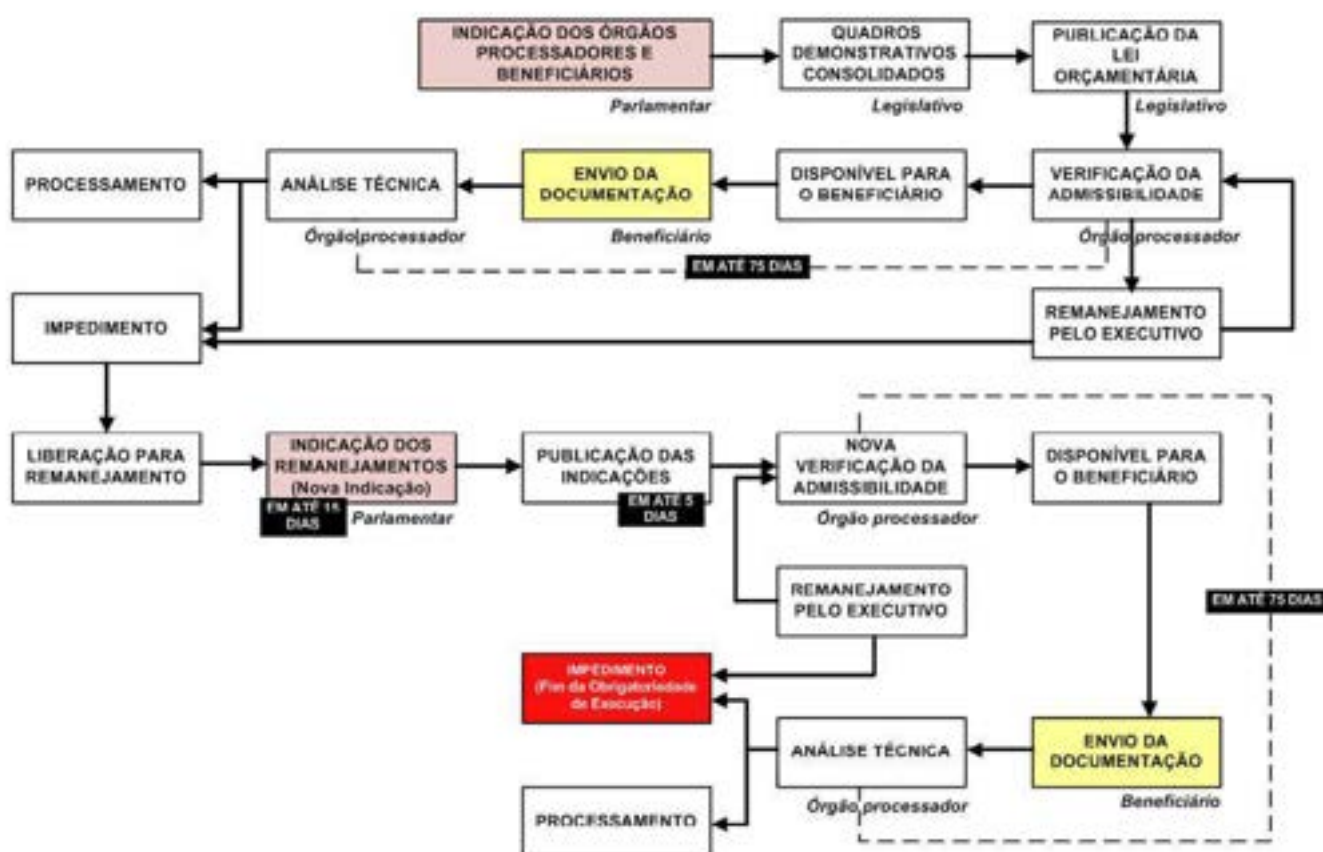 INDICAÇÃO DOS ÓRGÃOS
PROCESSADORES E
BENEFICIÁRIOS
Parlamentar
QUADROS
DEMONSTRATIVOS
CONSOLIDADOS
Legislativo
PUBLICAÇÃO DA
LEI
ORÇAMENTÁRIA
Legislativo
PROCESSAMENTO
ANÁLISE TÉCNICA
Órgão processador
ENVIO DA
DOCUMENTAÇÃO
Beneficiário
DISPONÍVEL PARA
O BENEFICIÁRIO
VERIFICAÇÃO DA
ADMISSIBILIDADE
Órgão processador
EM ATÉ 75 DIAS
IMPEDIMENTO
REMANEJAMENTO
PELO EXECUTIVO
LIBERAÇÃO PARA
REMANEJAMENTO
INDICAÇÃO DOS
REMANEJAMENTOS
(Nova Indicação)
EM ATÉ 15
DIAS
Parlamentar
PUBLICAÇÃO DAS
INDICAÇÕES
EM ATÉ 5
DIAS
NOVA
VERIFICAÇÃO DA
ADMISSIBILIDADE
Órgão processador
DISPONÍVEL PARA
O BENEFICIÁRIO
REMANEJAMENTO
PELO EXECUTIVO
EM ATÉ 75 DIAS
IMPEDIMENTO
(Fim da Obrigatoriedade
de Execução)
ANÁLISE TÉCNICA
Órgão processador
ENVIO DA
DOCUMENTAÇÃO
Beneficiário
PROCESSAMENTO